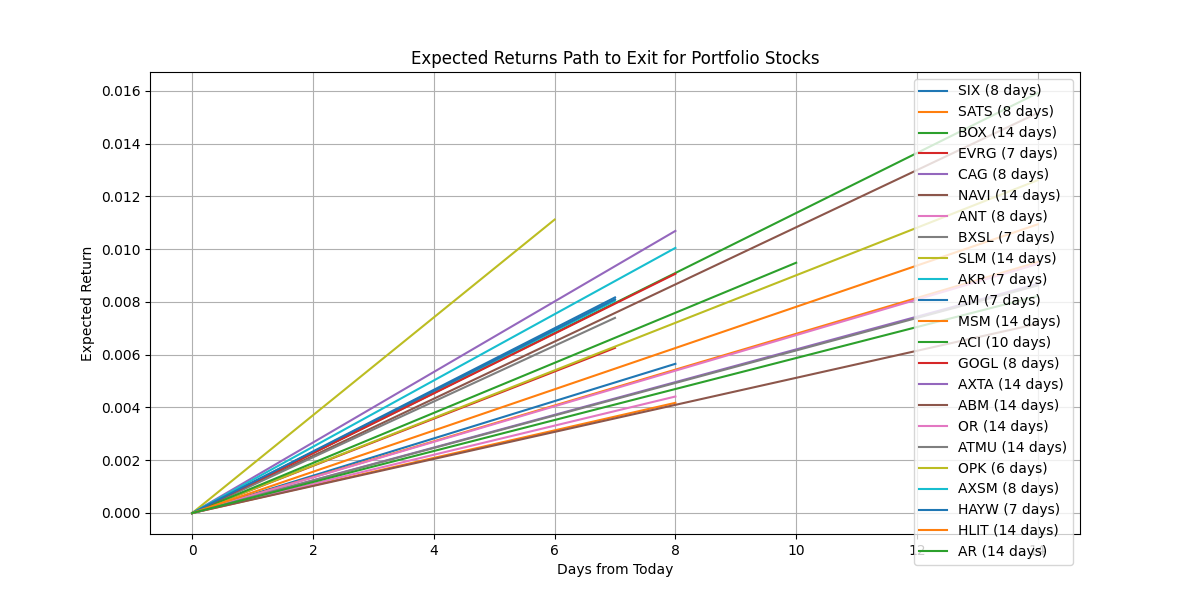 Expected Returns Path to Exit for Portfolio Stocks
Expected Return
0.016
0.014
0.012
0.010
0.008
0.006
0.004
0.002
0.000
0
2
4
6
8
10
Days from Today
SIX (8 days)
SATS (8 days)
BOX (14 days)
EVRG (7 days)
CAG (8 days)
NAVI (14 days)
ANT (8 days)
BXSL (7 days)
SLM (14 days)
AKR (7 days)
AM (7 days)
MSM (14 days)
ACI (10 days)
GOGL (8 days)
AXTA (14 days)
ABM (14 days)
OR (14 days)
ATMU (14 days)
OPK (6 days)
AXSM (8 days)
HAYW (7 days)
HLIT (14 days)
AR (14 days)